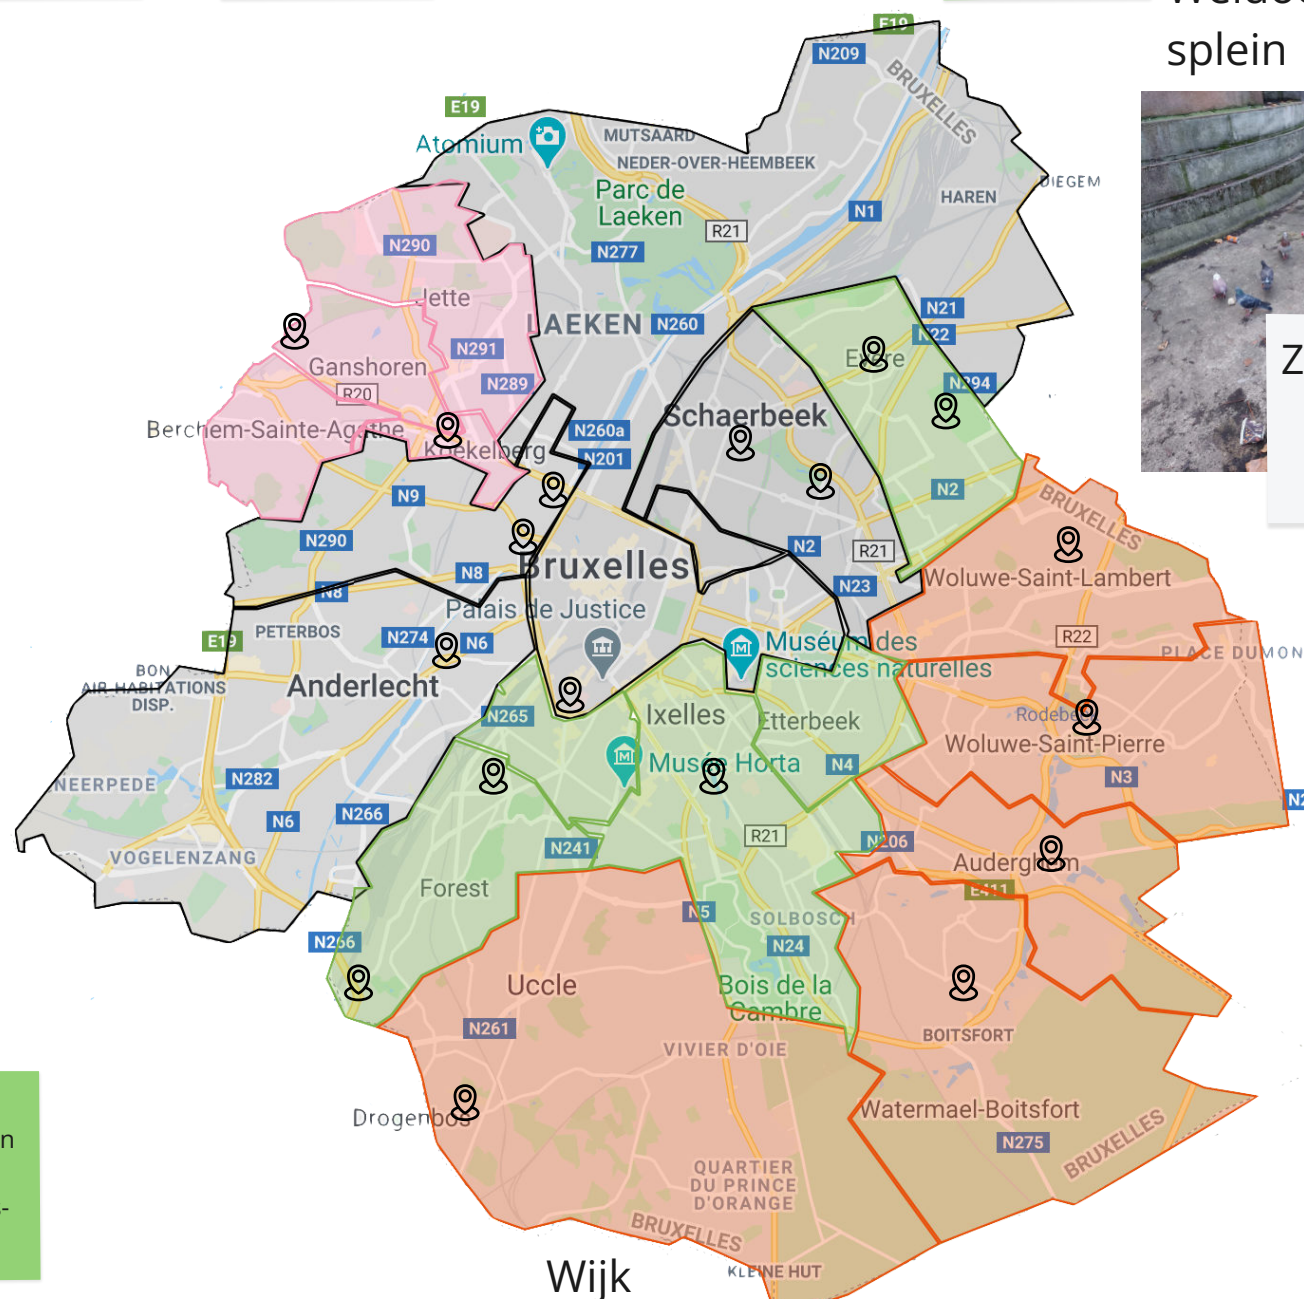 splein
E19
N209
BRUXELLES
E19
Atomium
MUTSAARD
NEDER-OVER-HEEMBEEK
DIEGEM
HAREN
Parc de
Laeken
N1
R21
N290
N277
Jette
N21
LAEKEN
N260
N22
N291
Evere
Ganshoren
Z
N289
N294
R20
Schaerbeek
Berchem-Sainte-Agathe
N260a
Koekelberg
N201
N9
N2
BRUXELLES
N290
N2
R21
Bruxelles
N8
Woluwe-Saint-Lambert
N8
N23
Palais de Justice
PETERBOS
E19
N274
N6
Muséum des
sciences naturelles
R22
PLACE DUMON
BON
AIR HABITATIONS
DISP.
Anderlecht
N265
Ixelles
Etterbeek
Woluwe-Saint-Pierre
Musée Horta
N4
N3
NEERPEDE
N282
N6
N266
R21
N206
N241
VOGELENZANG
Auderghem
Forest
E411
N5
SOLBOSCH
N266
N24
Uccle
Bois de la
Cambre
N261
BOITSFORT
VIVIER D'OIE
Drogenbos
Watermael-Boitsfort
N275
BRUXELLES
n
QUARTIER
DU PRINCE
D'ORANGE
BRUXELLES
KLEINE HUT
Wijk